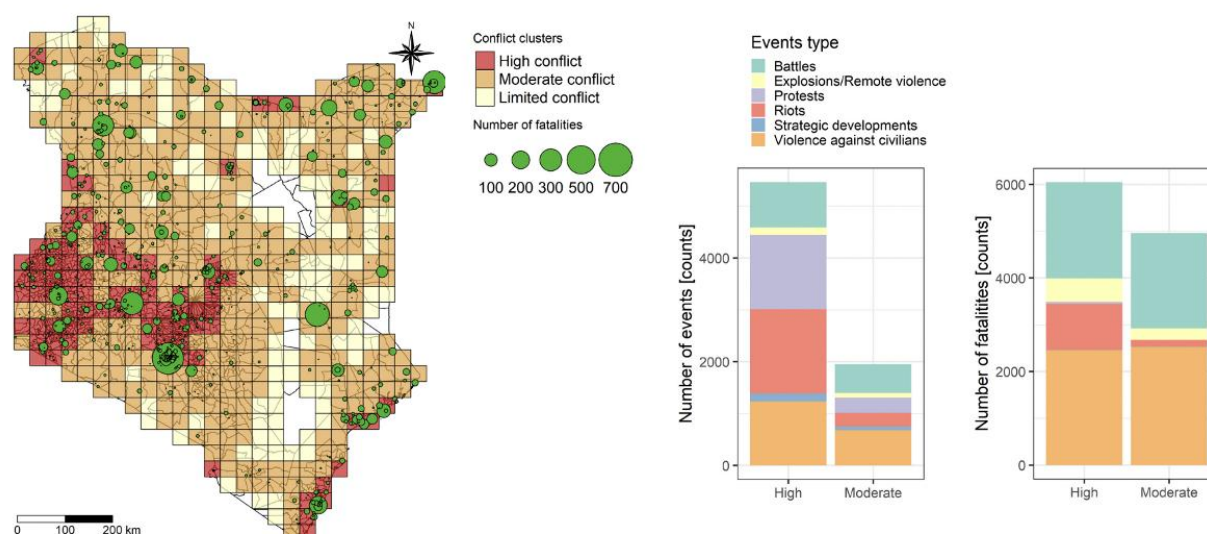 N
Conflict clusters
High conflict
Moderate conflict
Limited conflict
Number of fatalities
100 200 300 500 700
0 100 200 km
Events type
Battles
Explosions/Remote violence
Protests
Riots
Strategic developments
Violence against civilians
Number of events [counts]
4000
2000
0
High Moderate
Number of fatalitites [counts]
6000
4000
2000
0
High Moderate